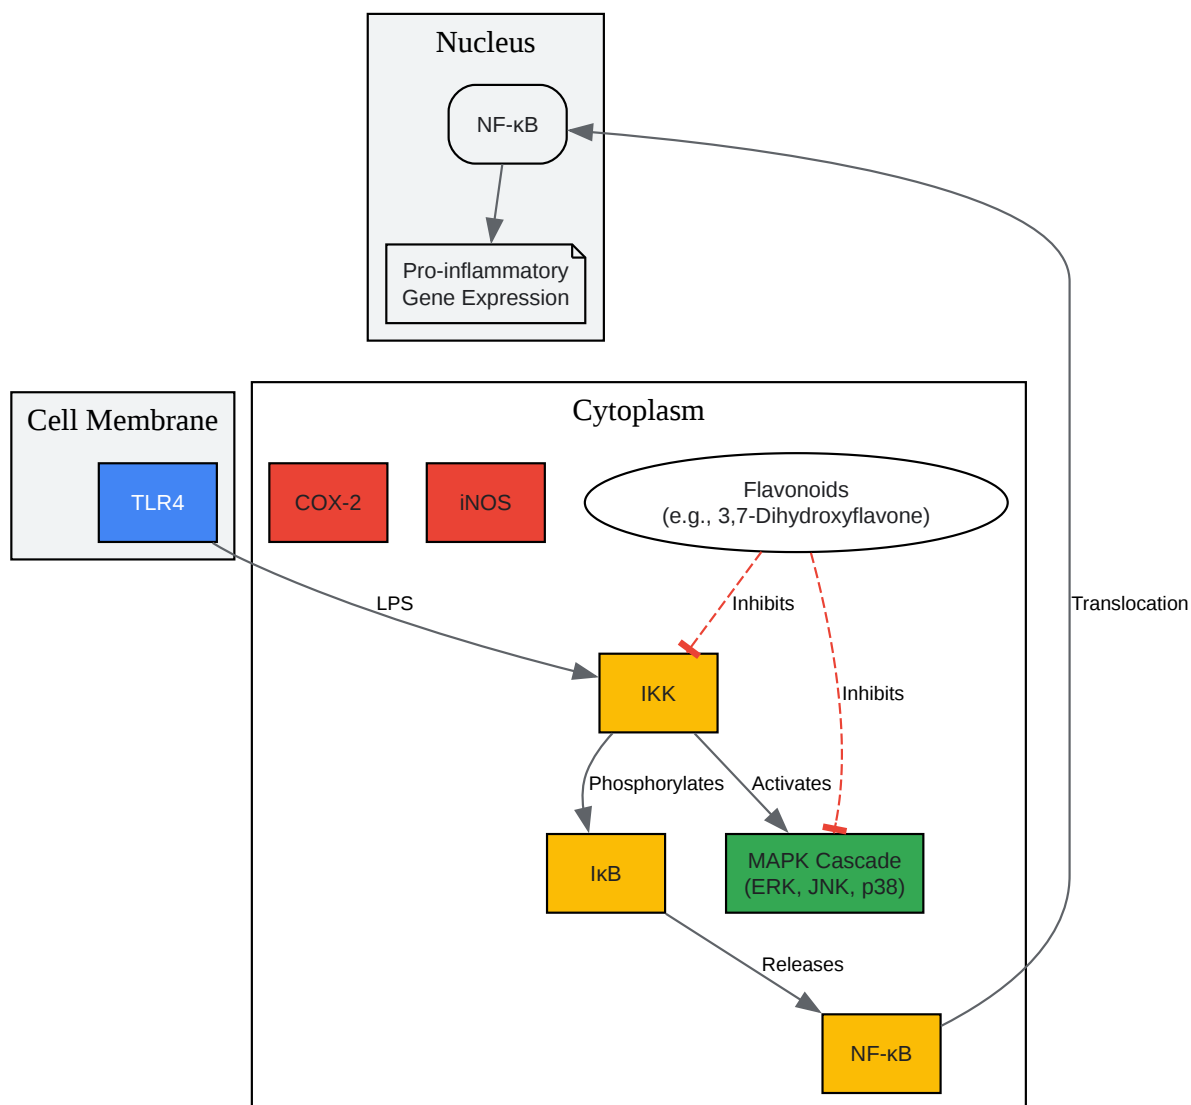 Nucleus
NF-κB
Pro-inflammatory
Gene Expression
Cell Membrane
TLR4
Cytoplasm
COX-2
iNOS
Flavonoids
(e.g., 3,7-Dihydroxyflavone)
LPS
Inhibits
Translocation
IKK
Inhibits
Phosphorylates
Activates
IκB
MAPK Cascade
(ERK, JNK, p38)
Releases
NF-κB